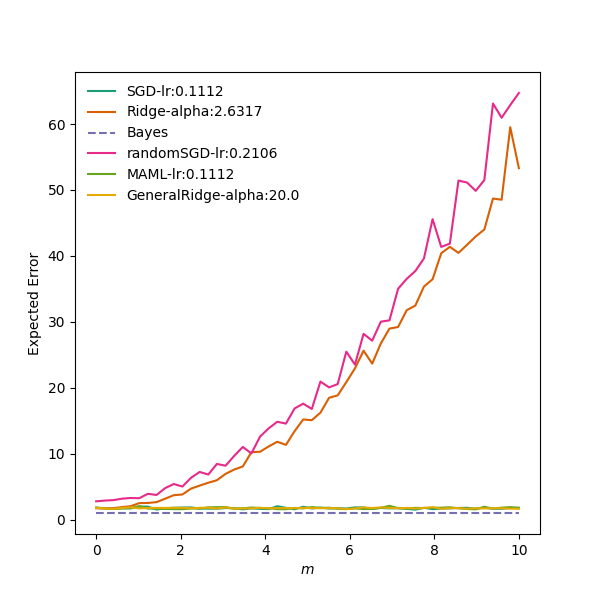 SGD-lr:0.1112
Ridge-alpha:2.6317
Bayes
randomSGD-lr:0.2106
MAML-lr:0.1112
GeneralRidge-alpha:20.0
Expected Error
60
50
40
30
20
10
0
0 2 4 6 8 10
m